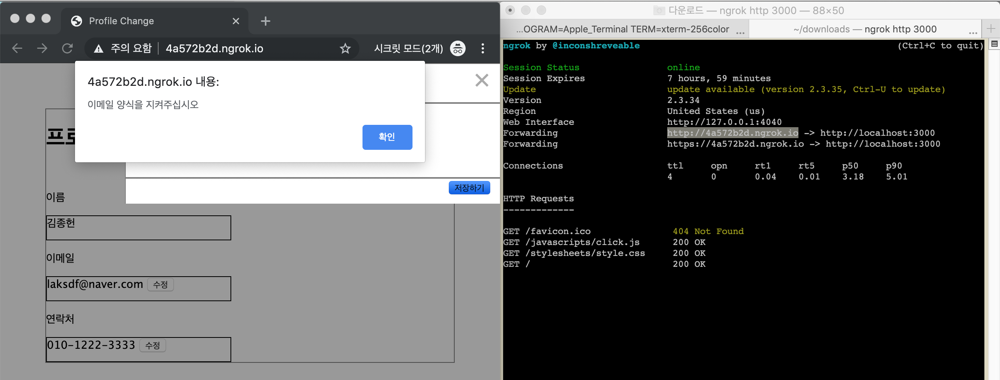 Profile Change
주의 요함 4a572b2d.ngrok.io 시크릿 모드(2개)
4a572b2d.ngrok.io 내용:
이메일 양식을 지켜주십시오
확인
저장하기
이름
김종헌
이메일
laksdf@naver.com 수정
연락처
010-1222-3333 수정
다운로드 — ngrok http 3000 — 88×50
...OGRAM=Apple_Terminal TERM=xterm-256color ...
~/downloads — ngrok http 3000 ...
ngrok by @inconshreveable (Ctrl+C to quit)
Session Status online
Session Expires 7 hours, 59 minutes
Update update available (version 2.3.35, Ctrl-U to update)
Version 2.3.34
Region United States (us)
Web Interface http://127.0.0.1:4040
Forwarding http://4a572b2d.ngrok.io -> http://localhost:3000
Forwarding https://4a572b2d.ngrok.io -> http://localhost:3000
Connections ttl opn rt1 rt5 p50 p90
4 0 0.04 0.01 3.18 5.01
HTTP Requests
-------------
GET /favicon.ico 404 Not Found
GET /javascripts/click.js 200 OK
GET /stylesheets/style.css 200 OK
GET / 200 OK